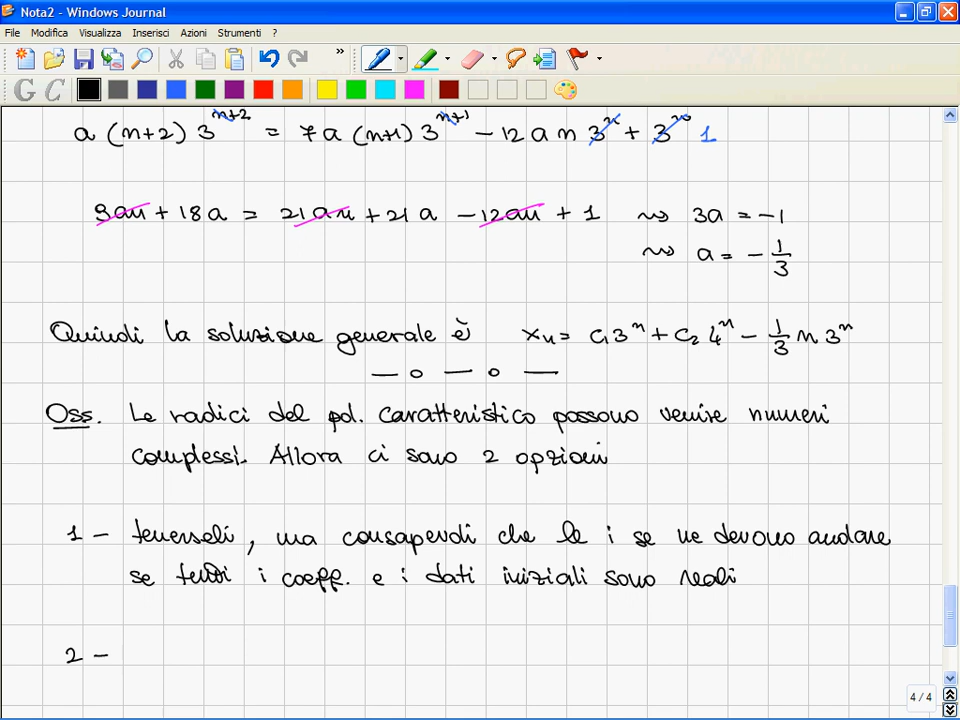 Nota2 - Windows Journal
File Modifica Visualizza Inserisci Azioni Strumenti ?
G C
a (n+2) 3^{n+2} = 7a (n+1) 3^{n+1} - 12 a n 3^n + 3^n 1
9an + 18a = 21an + 21a - 12an + 1 ⇝ 3a = -1
⇝ a = - 1/3
Quindi la soluzione generale è x_n = c_1 3^n + c_2 4^n - 1/3 n 3^n
— o — o —
Oss. Le radici del pol. caratteristico possono venire numeri
complessi. Allora ci sono 2 opzioni
1 - tenerseli, ma consapevoli che le i se ne devono andare
se tutti i coeff. e i dati iniziali sono reali
2 -
4 / 4